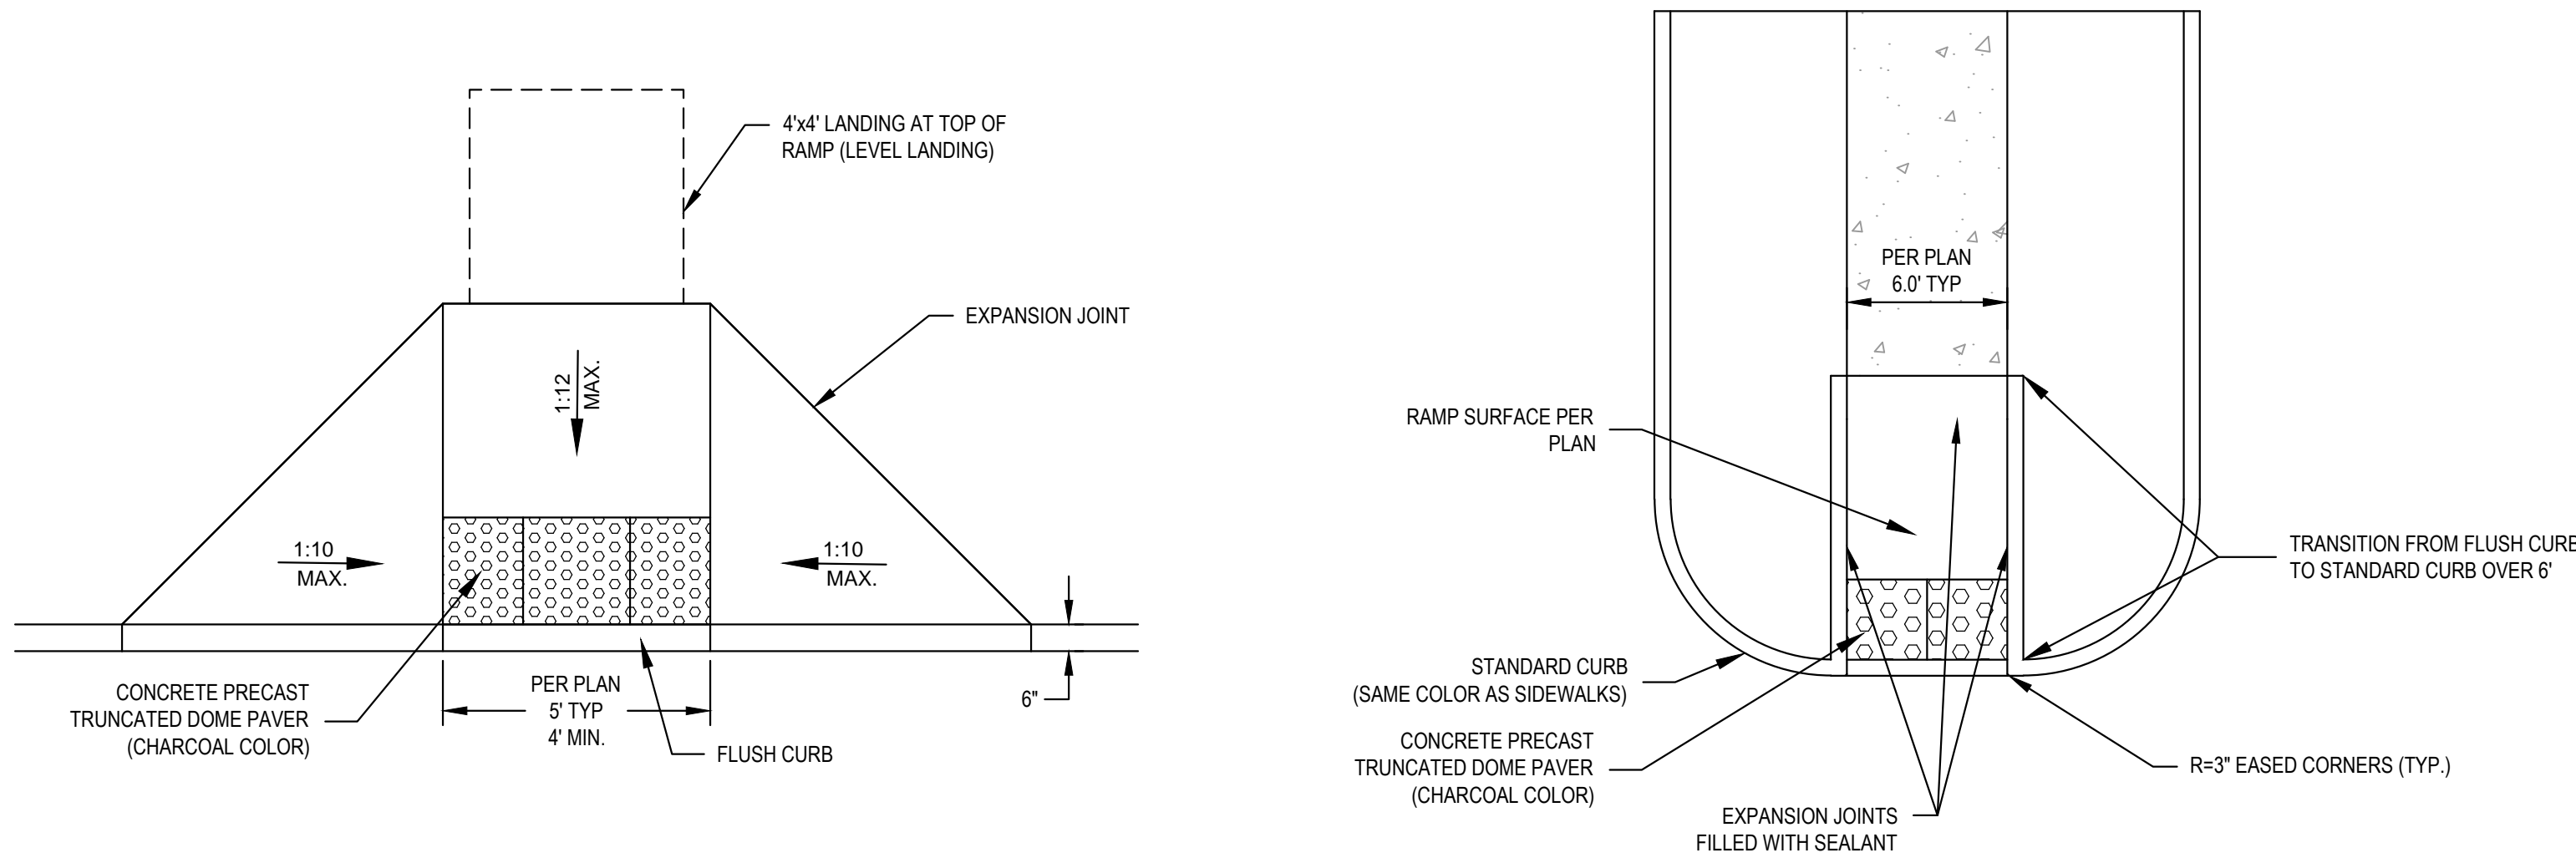 4'x4' LANDING AT TOP OF
RAMP (LEVEL LANDING)
EXPANSION JOINT
1:12
MAX.
1:10
MAX.
1:10
MAX.
CONCRETE PRECAST
TRUNCATED DOME PAVER
(CHARCOAL COLOR)
PER PLAN
5' TYP
4' MIN.
FLUSH CURB
6"
PER PLAN
6.0' TYP
RAMP SURFACE PER
PLAN
TRANSITION FROM FLUSH CURB
TO STANDARD CURB OVER 6'
STANDARD CURB
(SAME COLOR AS SIDEWALKS)
CONCRETE PRECAST
TRUNCATED DOME PAVER
(CHARCOAL COLOR)
R=3" EASED CORNERS (TYP.)
EXPANSION JOINTS
FILLED WITH SEALANT